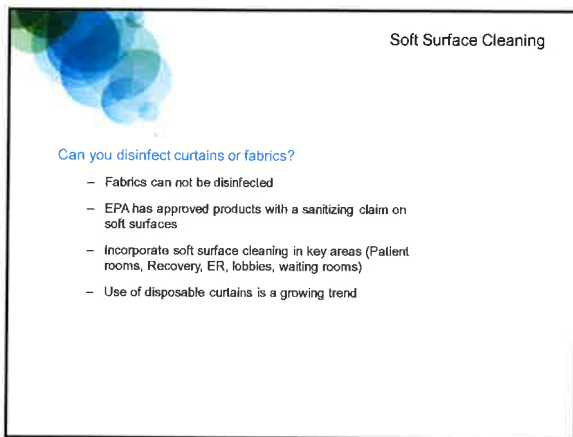 Soft Surface Cleaning
Can you disinfect curtains or fabrics?
– Fabrics can not be disinfected
– EPA has approved products with a sanitizing claim on
soft surfaces
– Incorporate soft surface cleaning in key areas (Patient
rooms, Recovery, ER, lobbies, waiting rooms)
– Use of disposable curtains is a growing trend